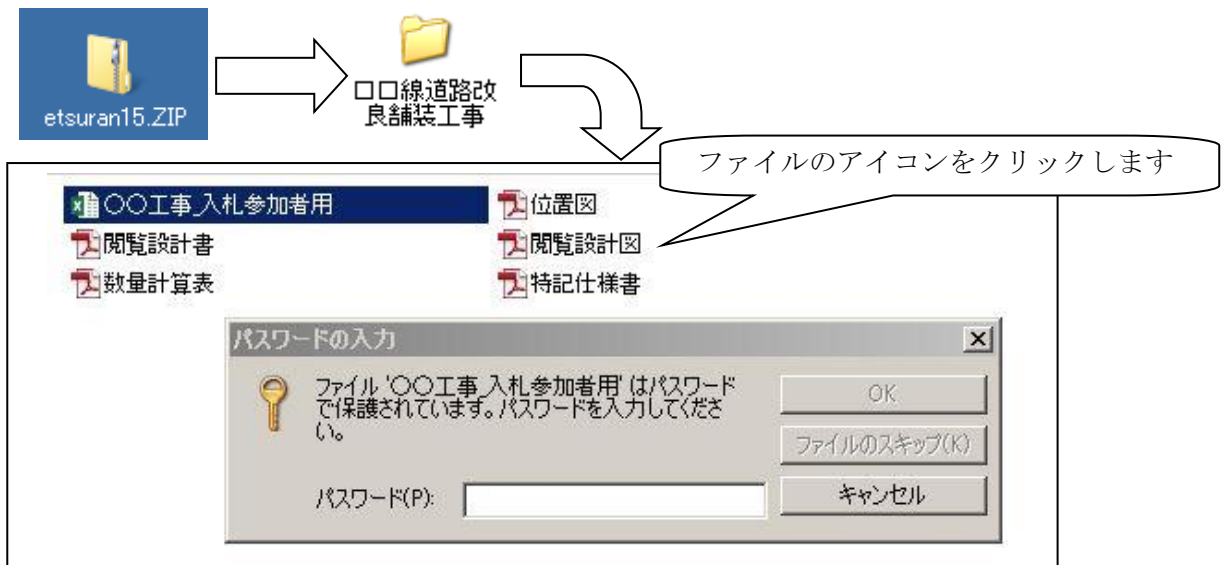 etsuran15.ZIP
口口線道路改
良舗装工事
ファイルのアイコンをクリックします
〇〇工事_入札参加者用
位置図
閲覧設計書
閲覧設計図
数量計算表
特記仕様書
パスワードの入力
ファイル '〇〇工事_入札参加者用' はパスワード
で保護されています。パスワードを入力してくださ
い。
OK
ファイルのスキップ(K)
パスワード(P):
キャンセル